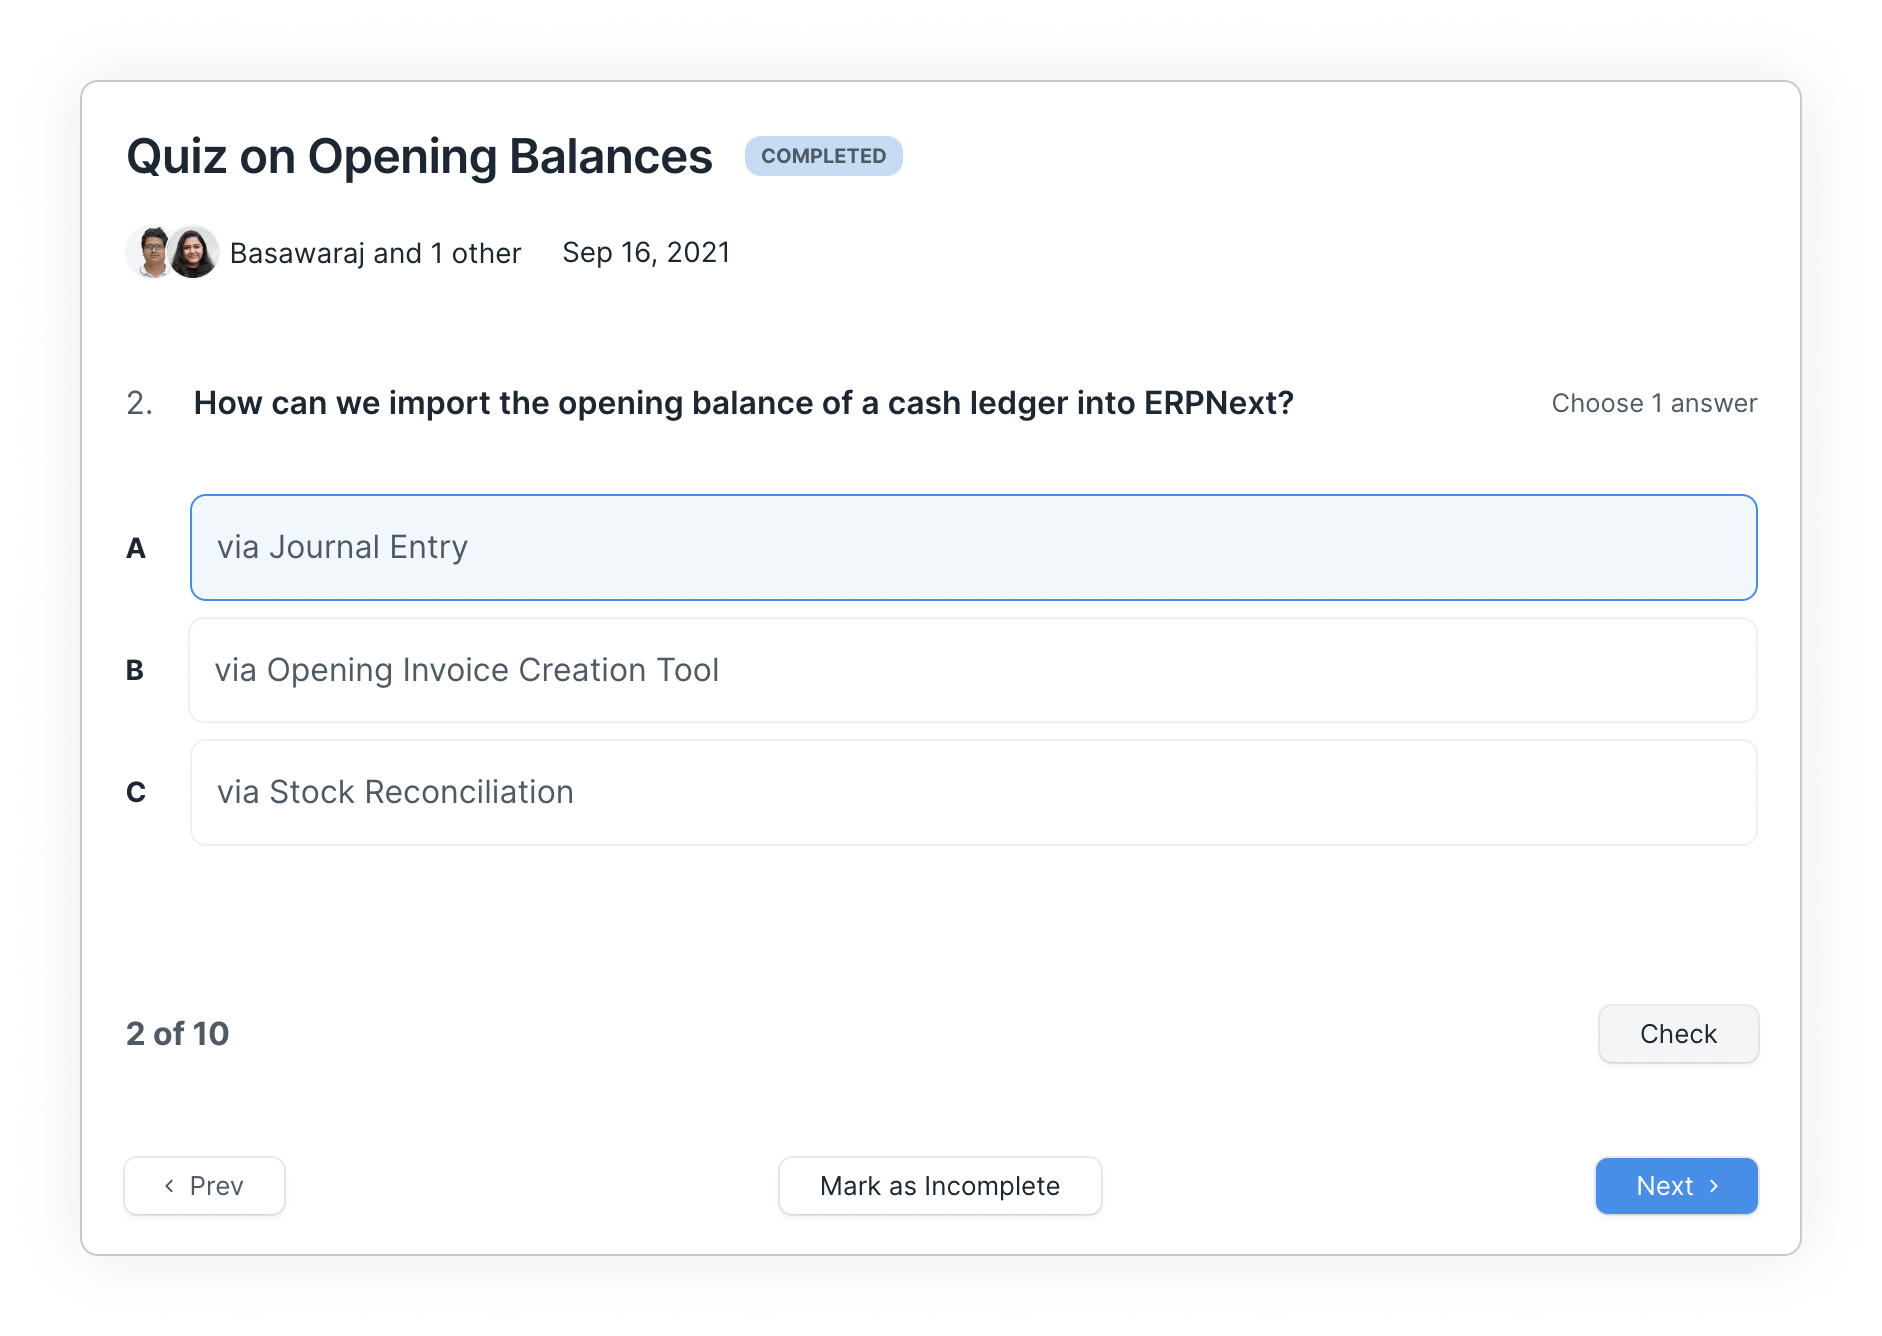 Quiz on Opening Balances COMPLETED
Basawaraj and 1 other Sep 16, 2021
2. How can we import the opening balance of a cash ledger into ERPNext? Choose 1 answer
A via Journal Entry
B via Opening Invoice Creation Tool
C via Stock Reconciliation
2 of 10 Check
Prev Mark as Incomplete Next